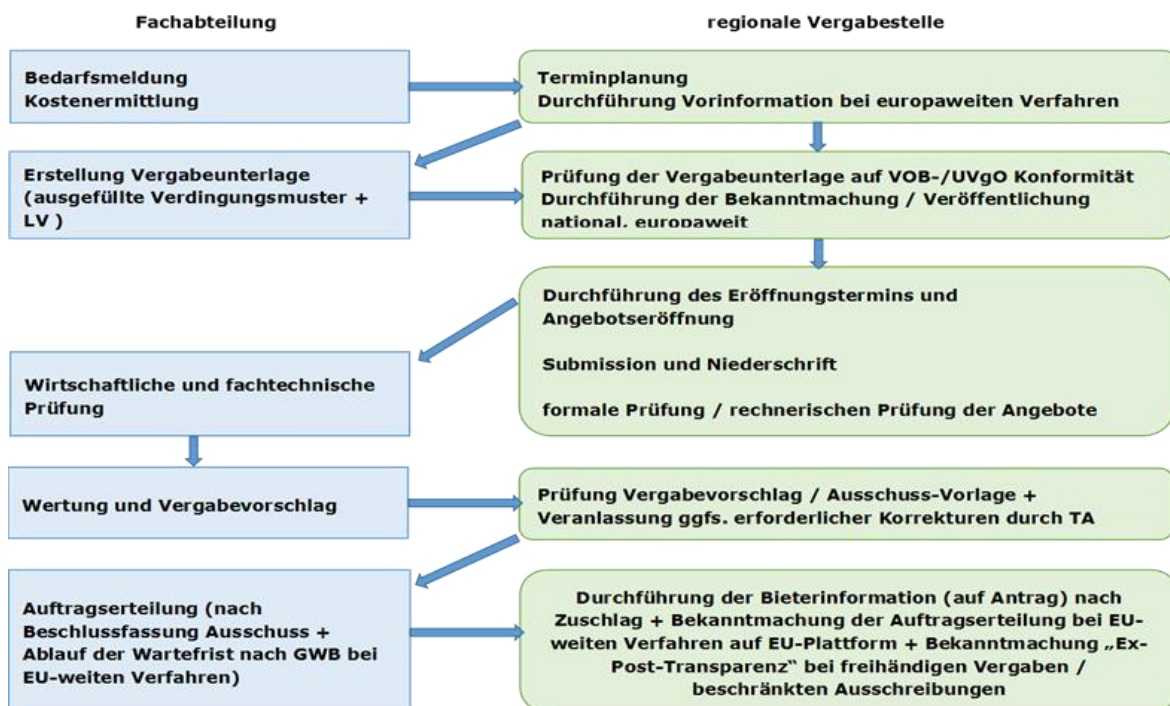 Fachabteilung
regionale Vergabestelle
Bedarfsmeldung
Kostenermittlung
Terminplanung
Durchführung Vorinformation bei europaweiten Verfahren
Erstellung Vergabeunterlage
(ausgefüllte Verdingungsmuster +
LV )
Prüfung der Vergabeunterlage auf VOB-/UVgO Konformität
Durchführung der Bekanntmachung / Veröffentlichung
national, europaweit
Durchführung des Eröffnungstermins und
Angebotseröffnung
Submission und Niederschrift
formale Prüfung / rechnerischen Prüfung der Angebote
Wirtschaftliche und fachtechnische
Prüfung
Wertung und Vergabevorschlag
Prüfung Vergabevorschlag / Ausschuss-Vorlage +
Veranlassung ggfs. erforderlicher Korrekturen durch TA
Auftragserteilung (nach
Beschlussfassung Ausschuss +
Ablauf der Wartefrist nach GWB bei
EU-weiten Verfahren)
Durchführung der Bieterinformation (auf Antrag) nach
Zuschlag + Bekanntmachung der Auftragserteilung bei EU-
weiten Verfahren auf EU-Plattform + Bekanntmachung „Ex-
Post-Transparenz“ bei freihändigen Vergaben /
beschränkten Ausschreibungen